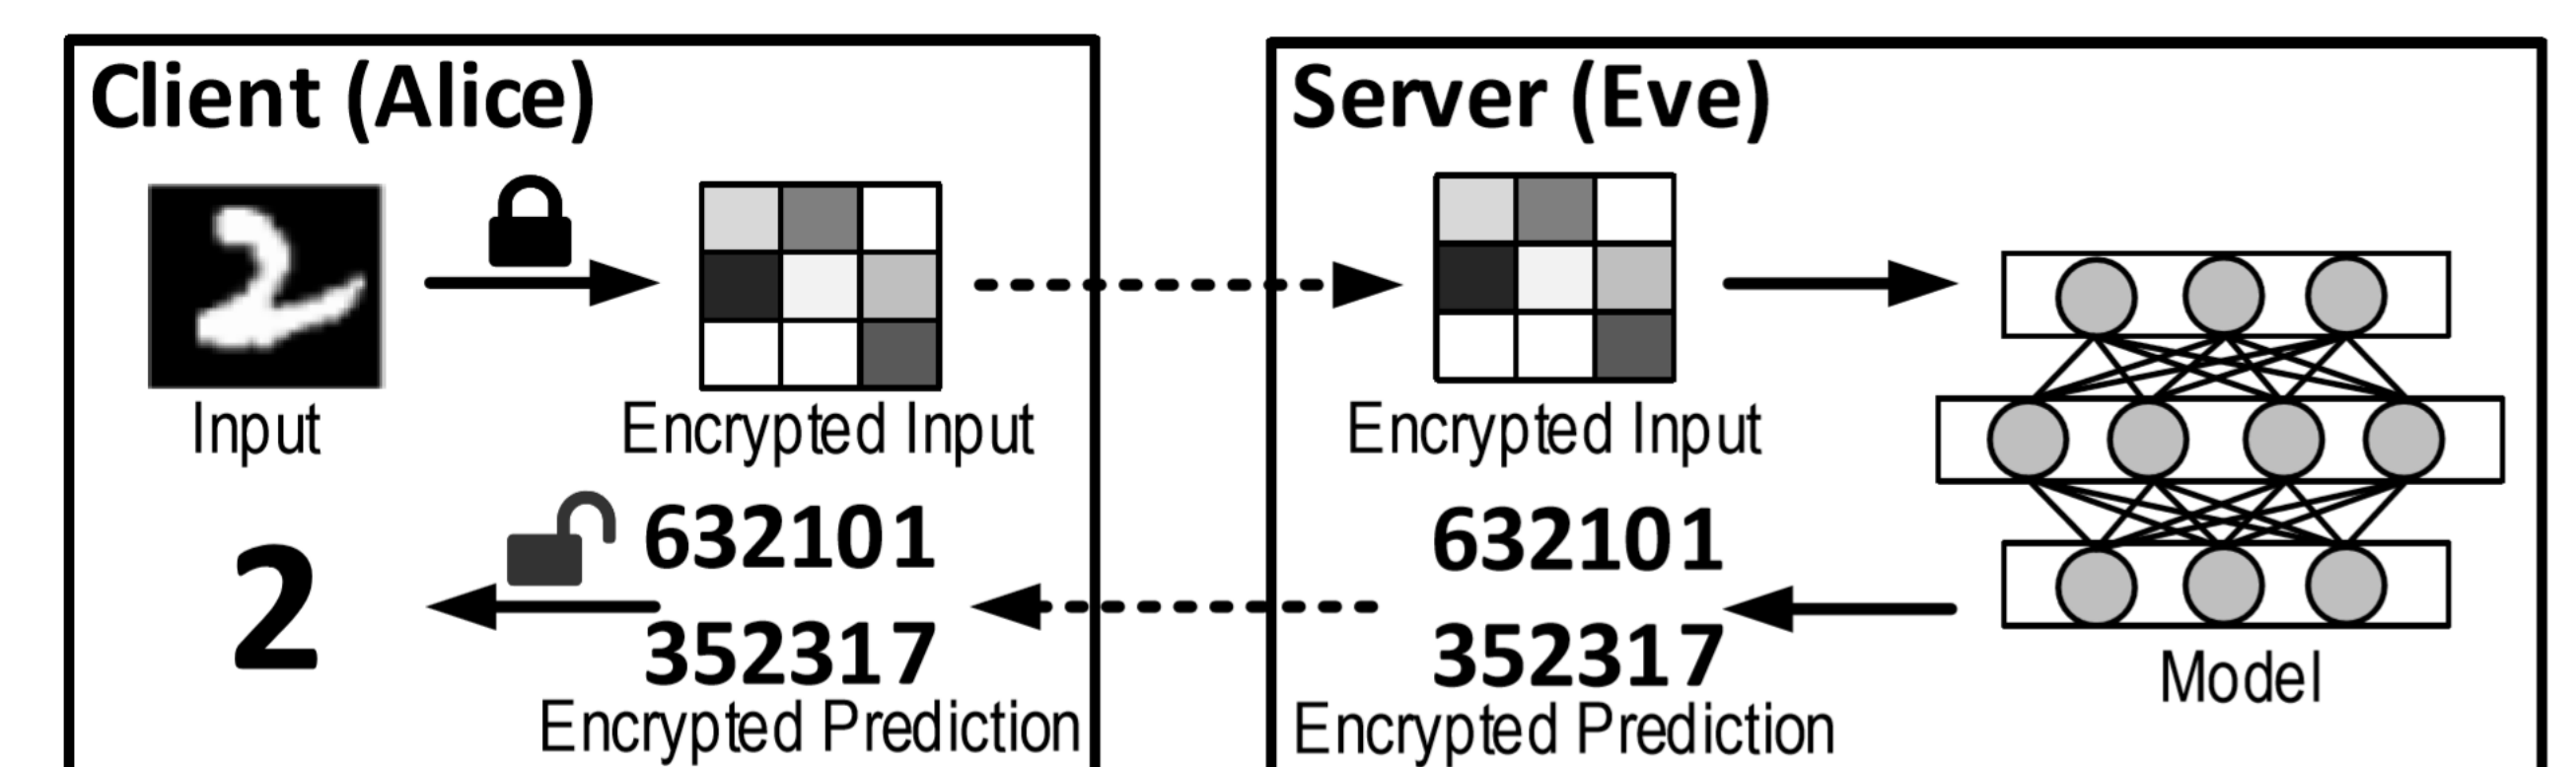 Client (Alice)
Input
Encrypted Input
2
632101
352317
Encrypted Prediction
Server (Eve)
Encrypted Input
632101
352317
Encrypted Prediction
Model